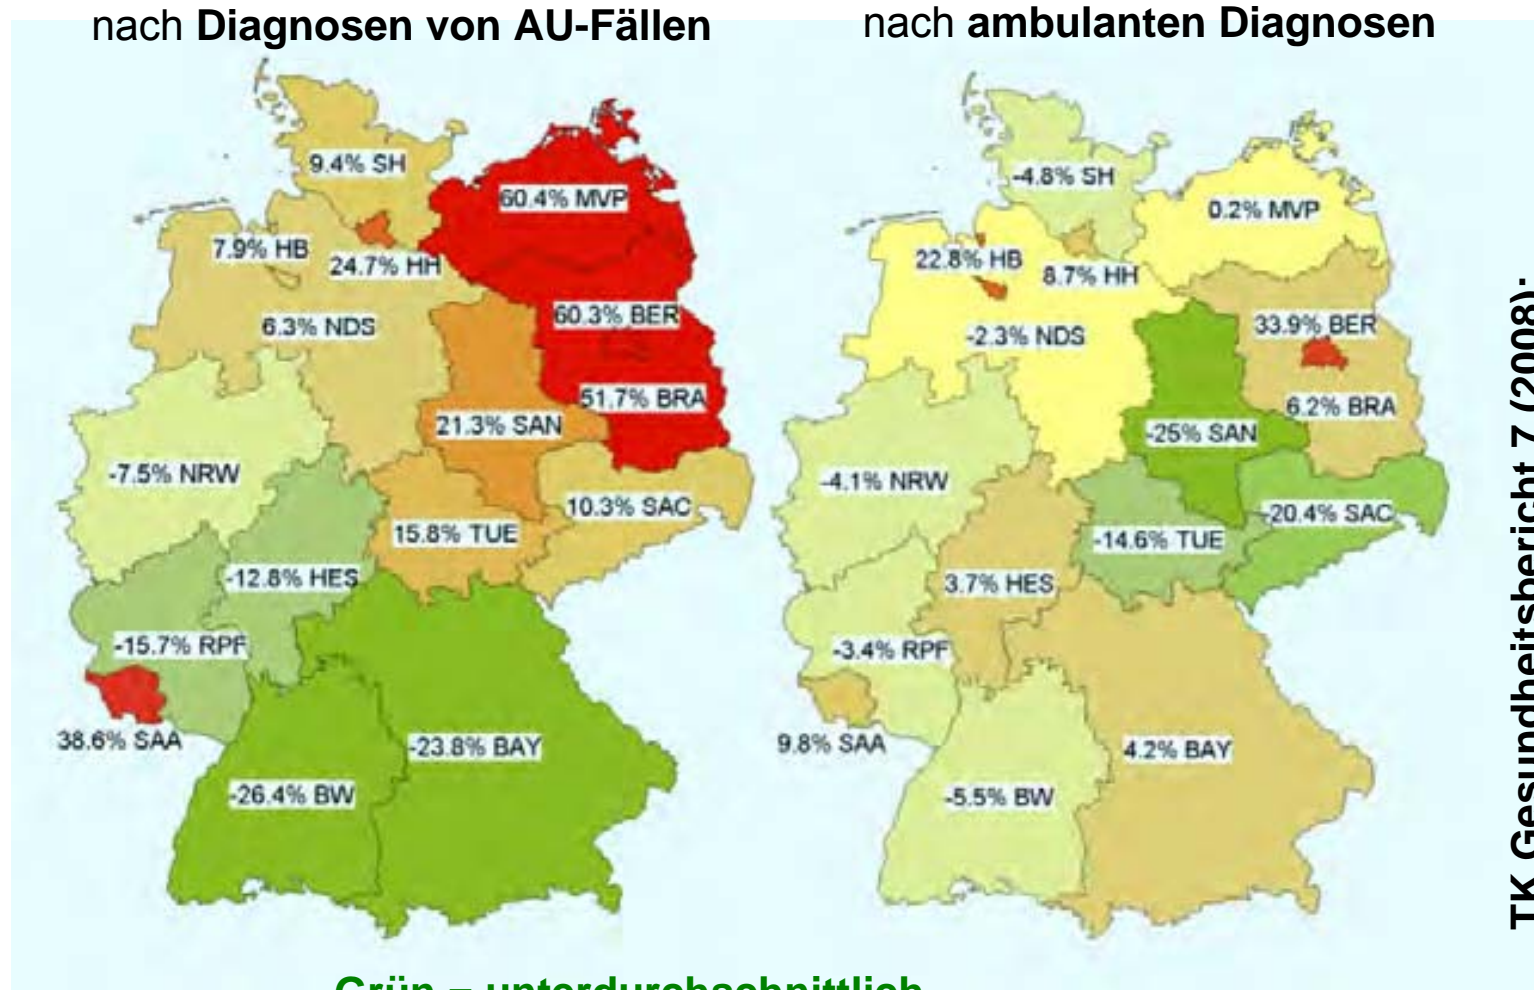 nach Diagnosen von AU-Fällen
9.4% SH
60.4% MVP
7.9% HB
24.7% HH
6.3% NDS
60.3% BER
51.7% BRA
21.3% SAN
-7.5% NRW
10.3% SAC
15.8% TUE
-12.8% HES
-15.7% RPF
38.6% SAA
-23.8% BAY
-26.4% BW
nach ambulanten Diagnosen
-4.8% SH
0.2% MVP
22.8% HB
8.7% HH
-2.3% NDS
33.9% BER
6.2% BRA
-25% SAN
-4.1% NRW
-20.4% SAC
-14.6% TUE
3.7% HES
-3.4% RPF
9.8% SAA
4.2% BAY
-5.5% BW
TK Gesundheitsbericht 7 (2008):
Grün = unterdurchschnittlich